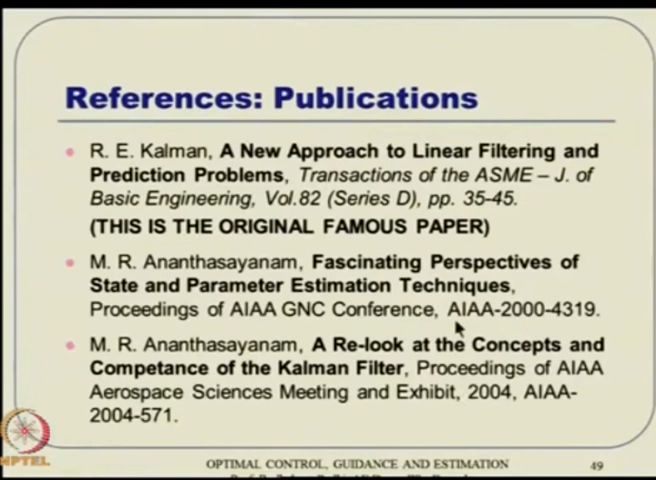 References: Publications
R. E. Kalman, A New Approach to Linear Filtering and
Prediction Problems, Transactions of the ASME – J. of
Basic Engineering, Vol.82 (Series D), pp. 35-45.
(THIS IS THE ORIGINAL FAMOUS PAPER)
M. R. Ananthasayanam, Fascinating Perspectives of
State and Parameter Estimation Techniques,
Proceedings of AIAA GNC Conference, AIAA-2000-4319.
M. R. Ananthasayanam, A Re-look at the Concepts and
Competance of the Kalman Filter, Proceedings of AIAA
Aerospace Sciences Meeting and Exhibit, 2004, AIAA-
2004-571.
NPTEL
OPTIMAL CONTROL, GUIDANCE AND ESTIMATION
49